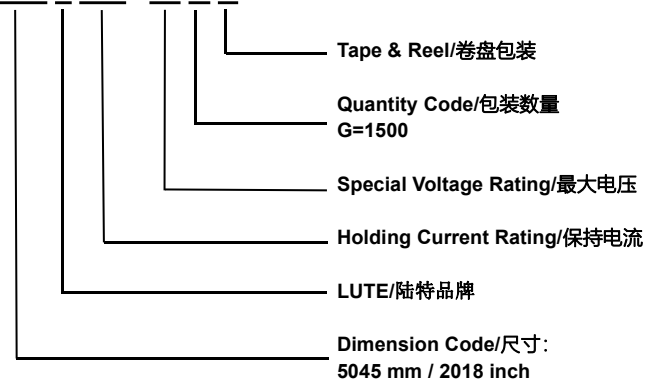 Tape & Reel/卷盘包装
Quantity Code/包装数量
G=1500
Special Voltage Rating/最大电压
Holding Current Rating/保持电流
LUTE/陆特品牌
Dimension Code/尺寸：
5045 mm / 2018 inch